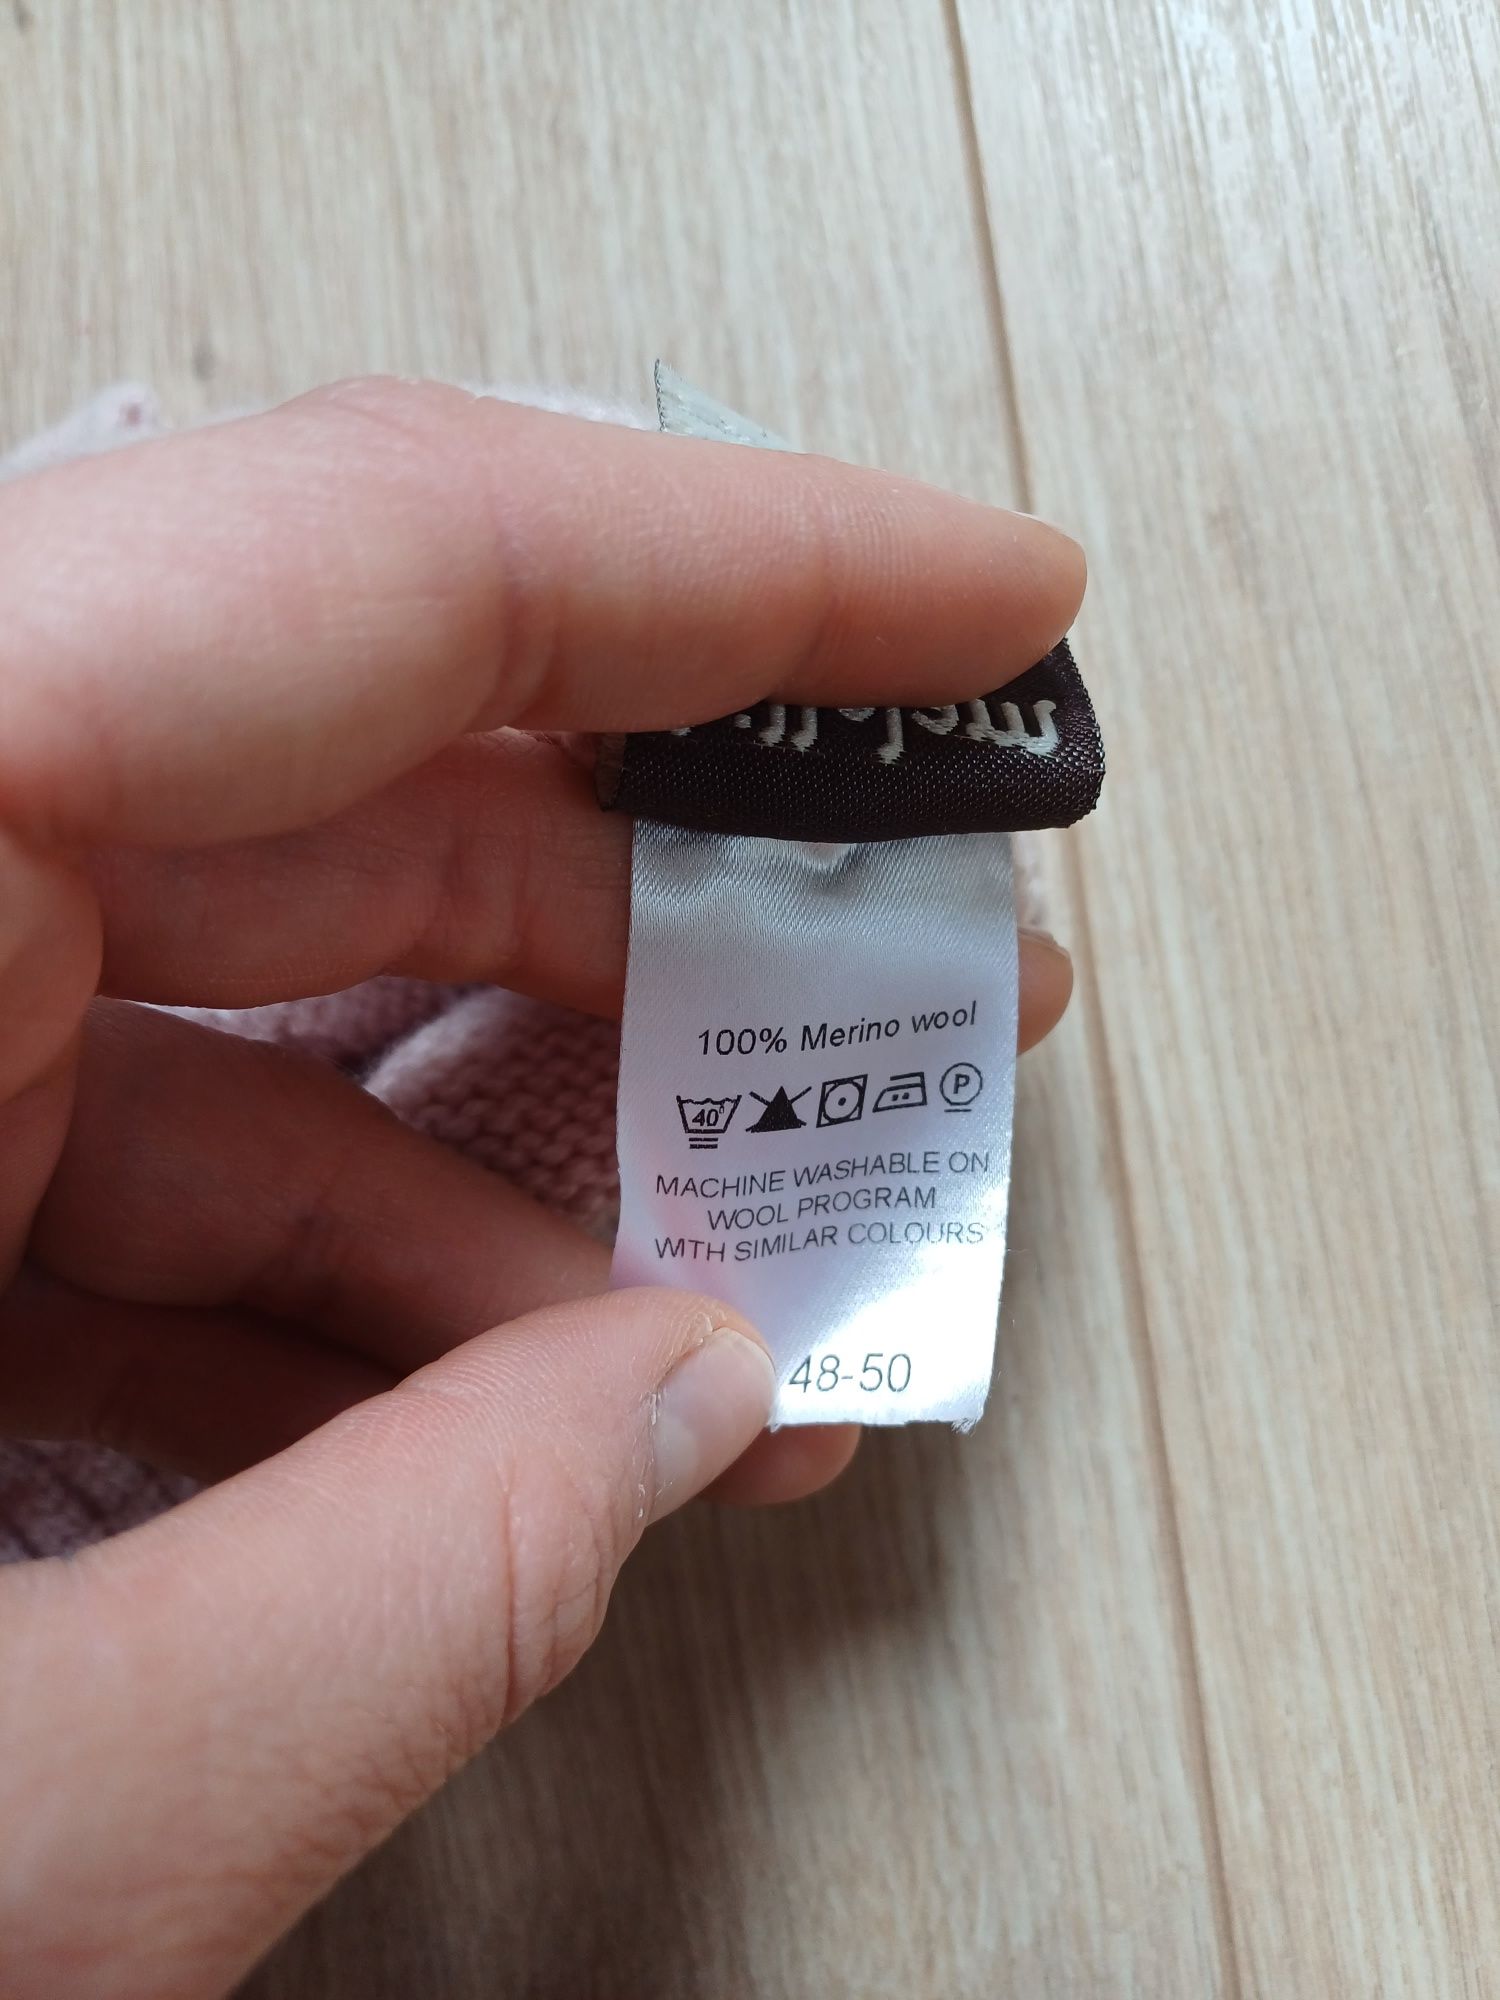 100% Merino wool
40°
P
MACHINE WASHABLE ON
WOOL PROGRAM
WITH SIMILAR COLOURS
48-50